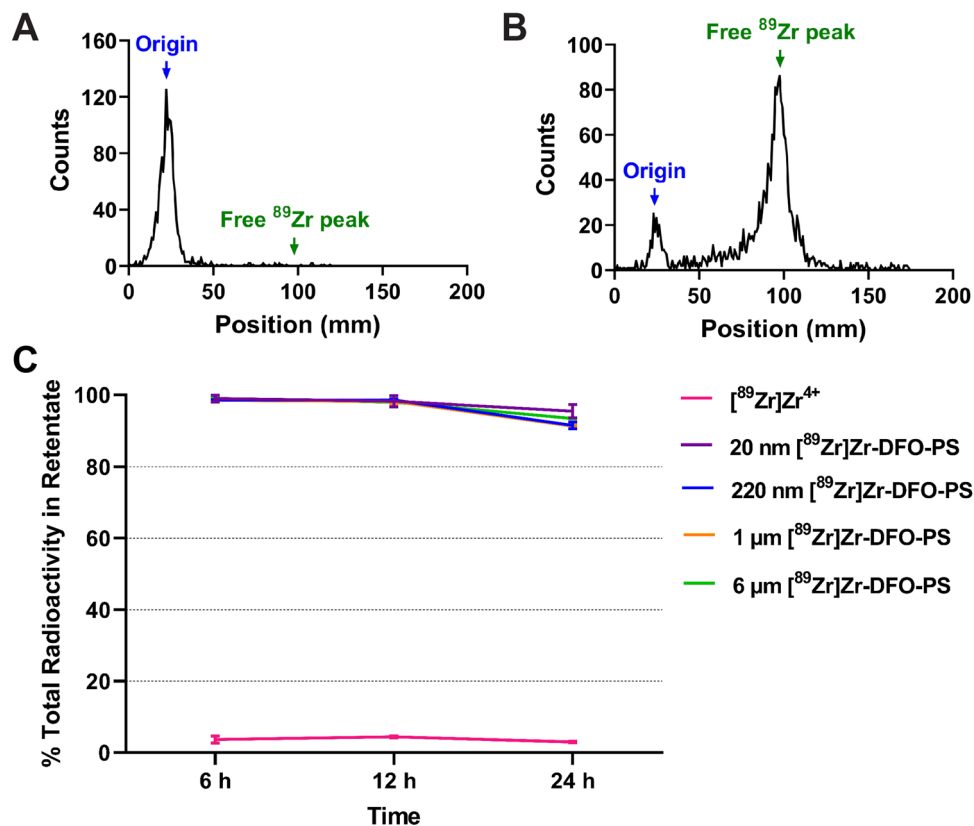 A
160
120
80
40
0
Counts
Origin
Free ⁸⁹Zr peak
0 50 100 150 200
Position (mm)
B
100
80
60
40
20
0
Counts
Origin
Free ⁸⁹Zr peak
0 50 100 150 200
Position (mm)
C
100
80
60
40
20
0
% Total Radioactivity in Retentate
6 h 12 h 24 h
Time
[⁸⁹Zr]Zr⁴⁺
20 nm [⁸⁹Zr]Zr-DFO-PS
220 nm [⁸⁹Zr]Zr-DFO-PS
1 µm [⁸⁹Zr]Zr-DFO-PS
6 µm [⁸⁹Zr]Zr-DFO-PS